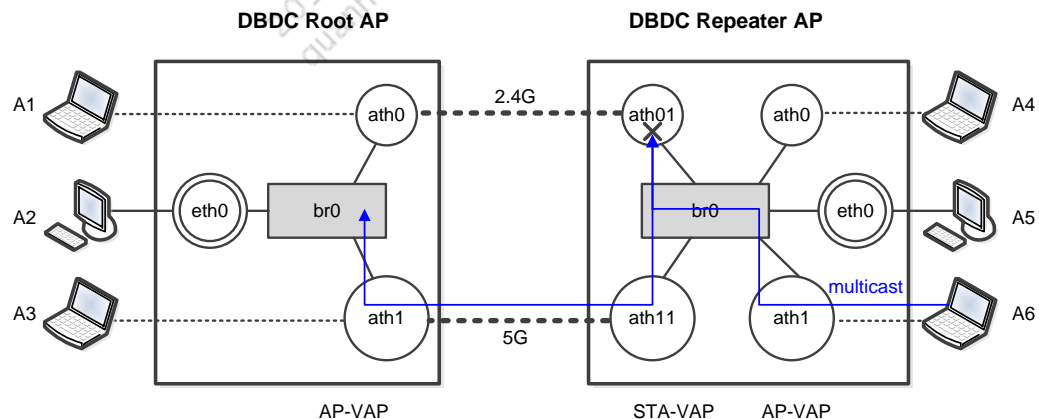 DBDC Root AP DBDC Repeater AP
A1 ath0 2.4G ath01 ath0 A4
A2 eth0 br0 br0 eth0 A5
multicast
A3 ath1 ath11 ath1 A6
5G
AP-VAP STA-VAP AP-VAP